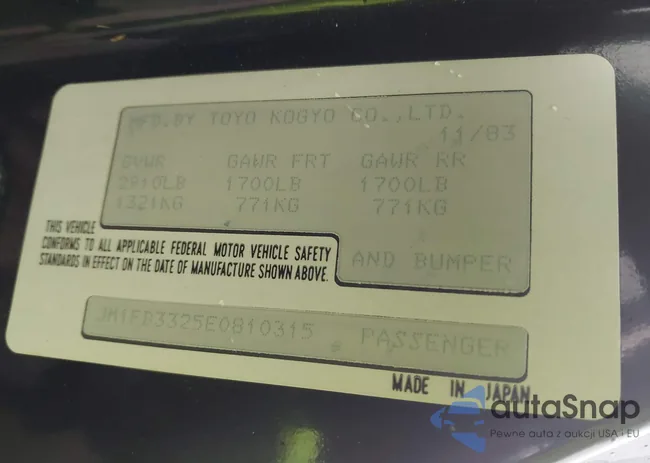 MFD.BY TOYO KOGYO CO.,LTD.
11/83
GVWR GAWR FRT GAWR RR
2910LB 1700LB 1700LB
1321KG 771KG 771KG
THIS VEHICLE
CONFORMS TO ALL APPLICABLE FEDERAL MOTOR VEHICLE SAFETY
AND BUMPER
STANDARDS IN EFFECT ON THE DATE OF MANUFACTURE SHOWN ABOVE.
JM1FB3325E0810315 PASSENGER
MADE IN JAPAN
autaSnap
Pewne auta z aukcji USA i EU